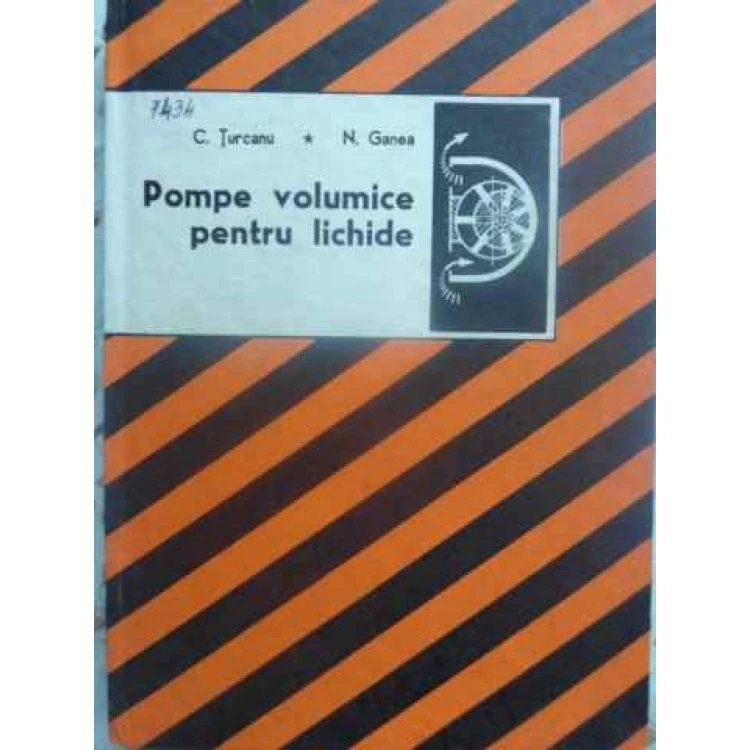 7434
C. Țurcanu ★ N. Ganea
Pompe volumice
pentru lichide